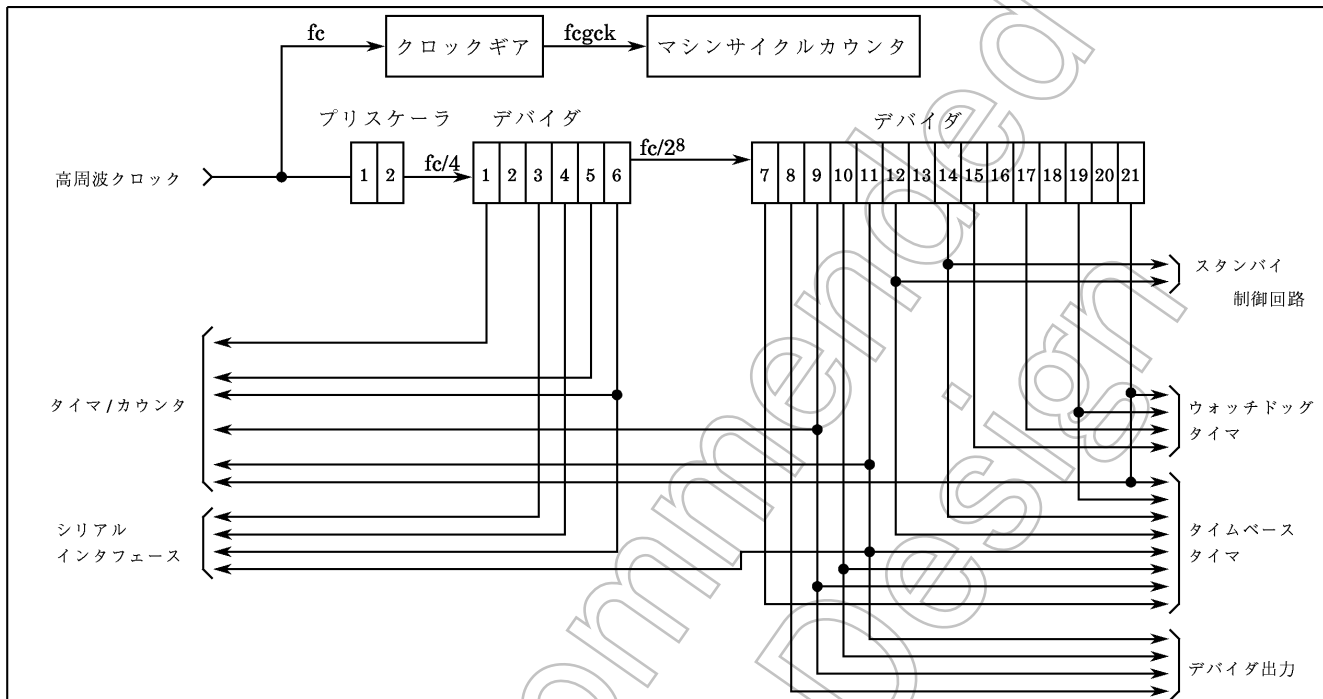 fc
クロックギア
fcgck
マシンサイクルカウンタ
プリスケーラ
デバイダ
デバイダ
高周波クロック
1 2
fc/4
1 2 3 4 5 6
fc/2⁸
7 8 9 10 11 12 13 14 15 16 17 18 19 20 21
スタンバイ
制御回路
タイマ/カウンタ
ウォッチドッグ
タイマ
シリアル
インタフェース
タイムベース
タイマ
デバイダ出力
ommended
Design